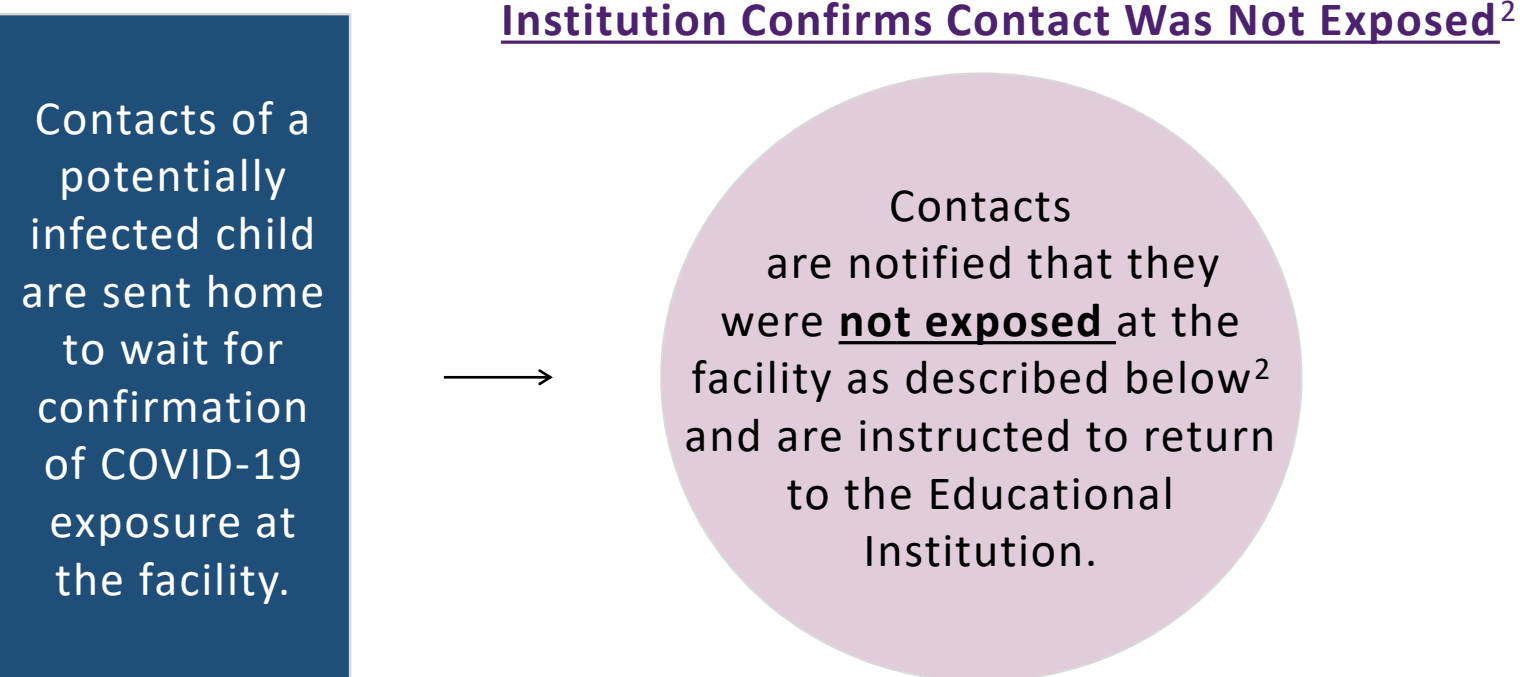 Institution Confirms Contact Was Not Exposed2
Contacts of a
potentially
infected child
are sent home
to wait for
confirmation
of COVID-19
exposure at
the facility.
Contacts
are notified that they
were not exposed at the
facility as described below2
and are instructed to return
to the Educational
Institution.